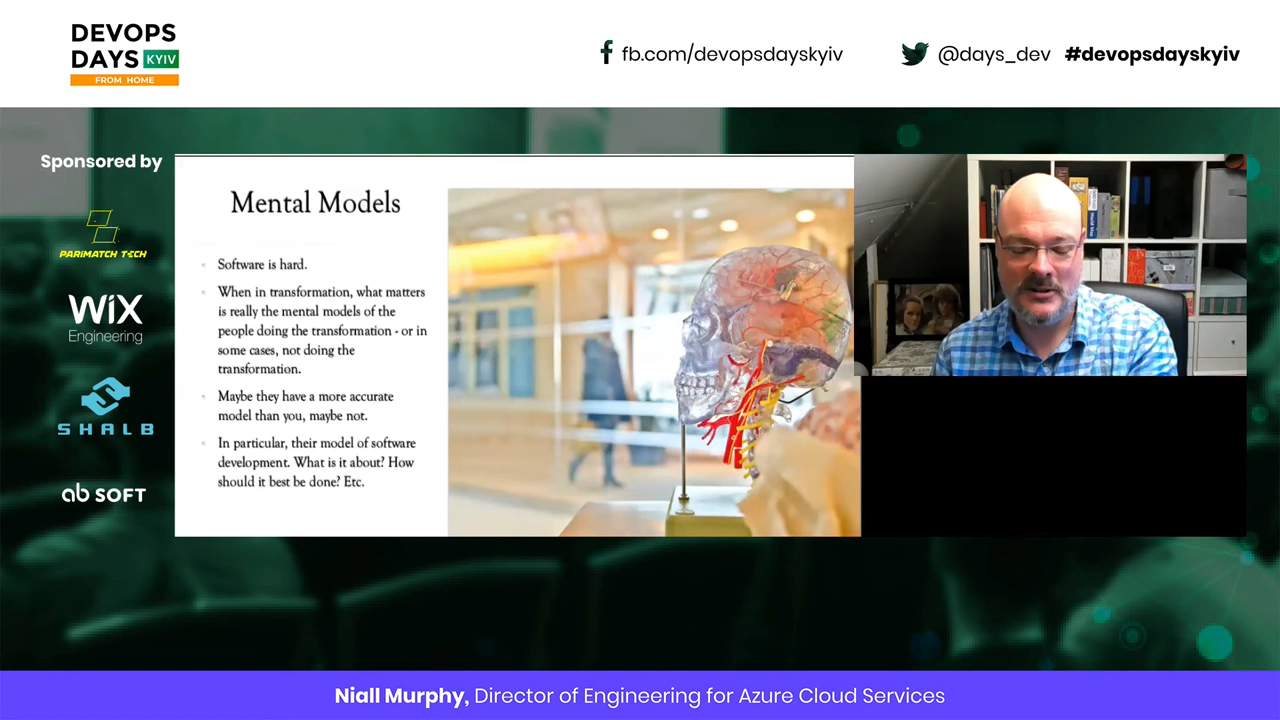 DEVOPS
DAYS KYIV
FROM HOME
fb.com/devopsdayskyiv
@days_dev #devopsdayskyiv
Sponsored by
PARIMATCH TECH
WiX
Engineering
SHALB
ab SOFT
Mental Models
Software is hard.
When in transformation, what matters
is really the mental models of the
people doing the transformation - or in
some cases, not doing the
transformation.
Maybe they have a more accurate
model than you, maybe not.
In particular, their model of software
development. What is it about? How
should it best be done? Etc.
Niall Murphy, Director of Engineering for Azure Cloud Services